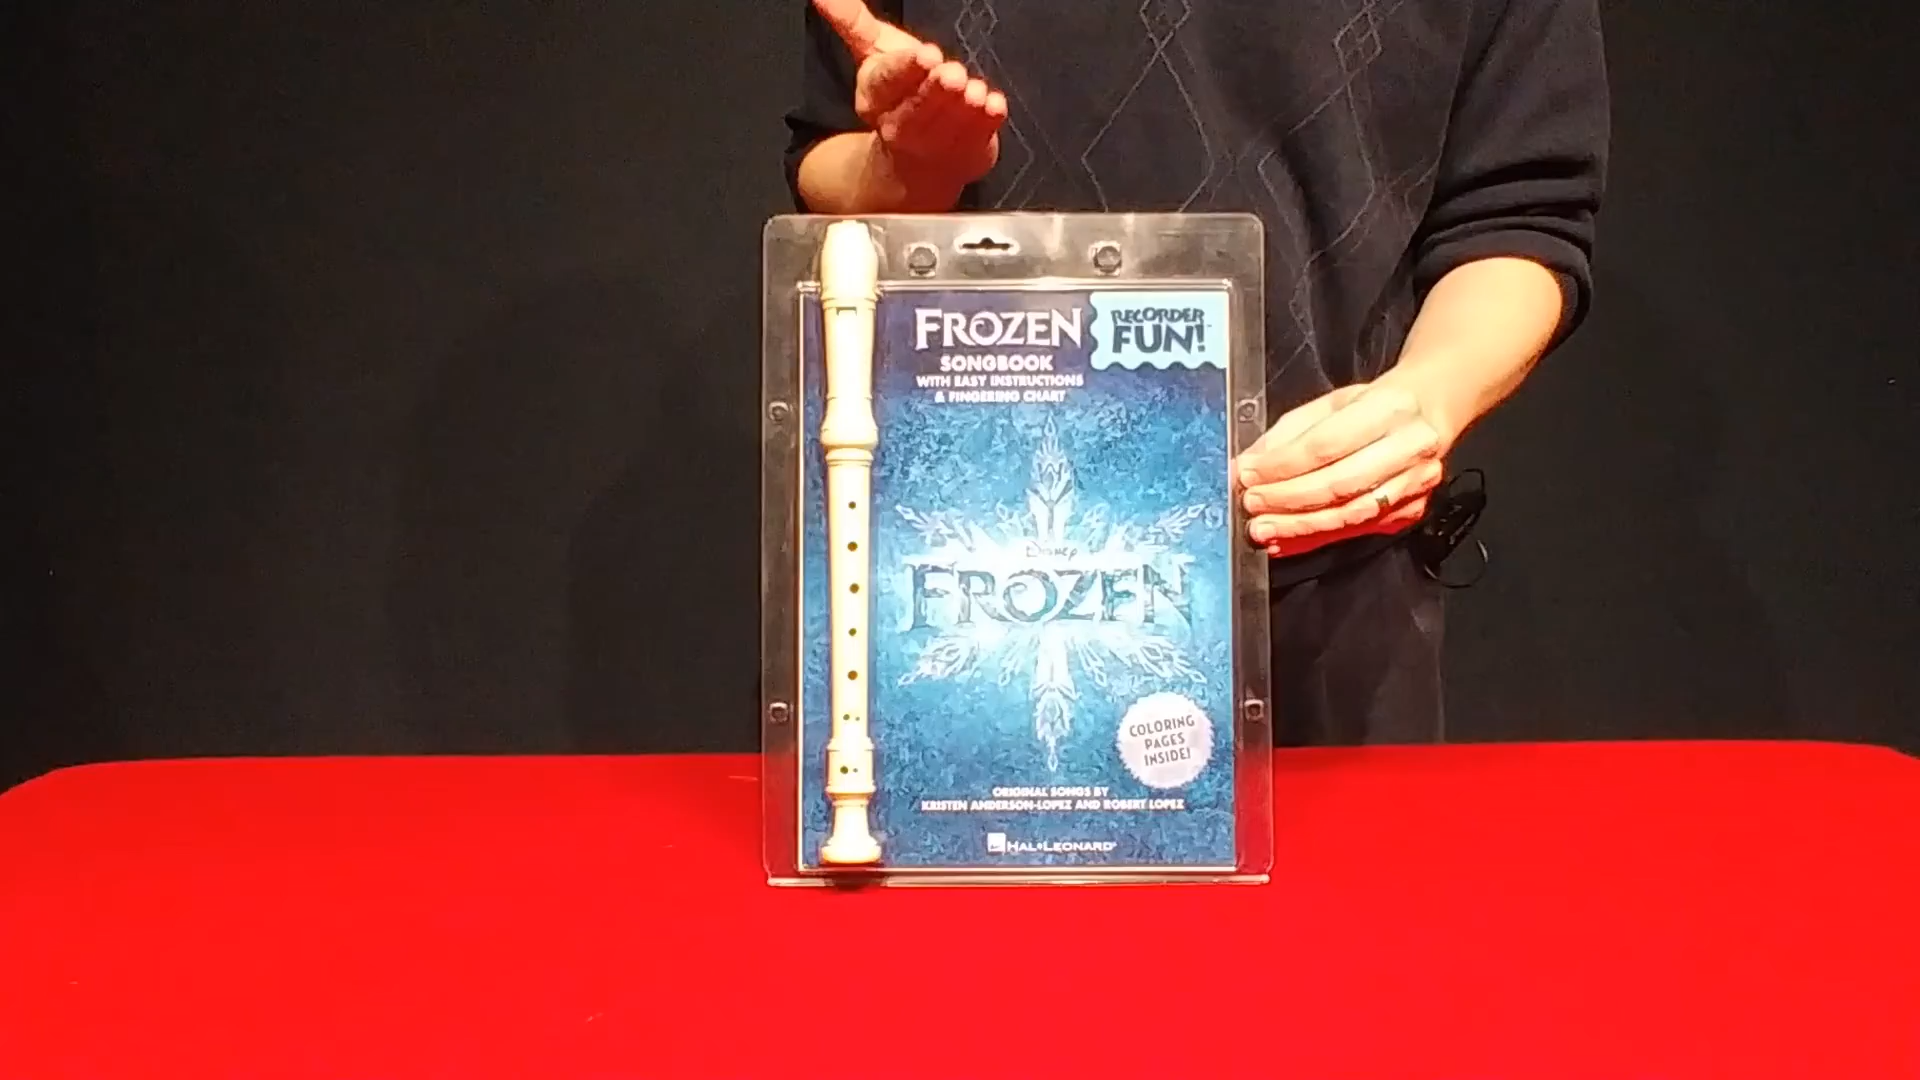 FROZEN
SONGBOOK
WITH EASY INSTRUCTIONS
& FINGERING CHART
RECORDER
FUN!
DISNEY
FROZEN
COLORING
PAGES
INSIDE!
ORIGINAL SONGS BY
KRISTEN ANDERSON-LOPEZ AND ROBERT LOPEZ
HAL•LEONARD®